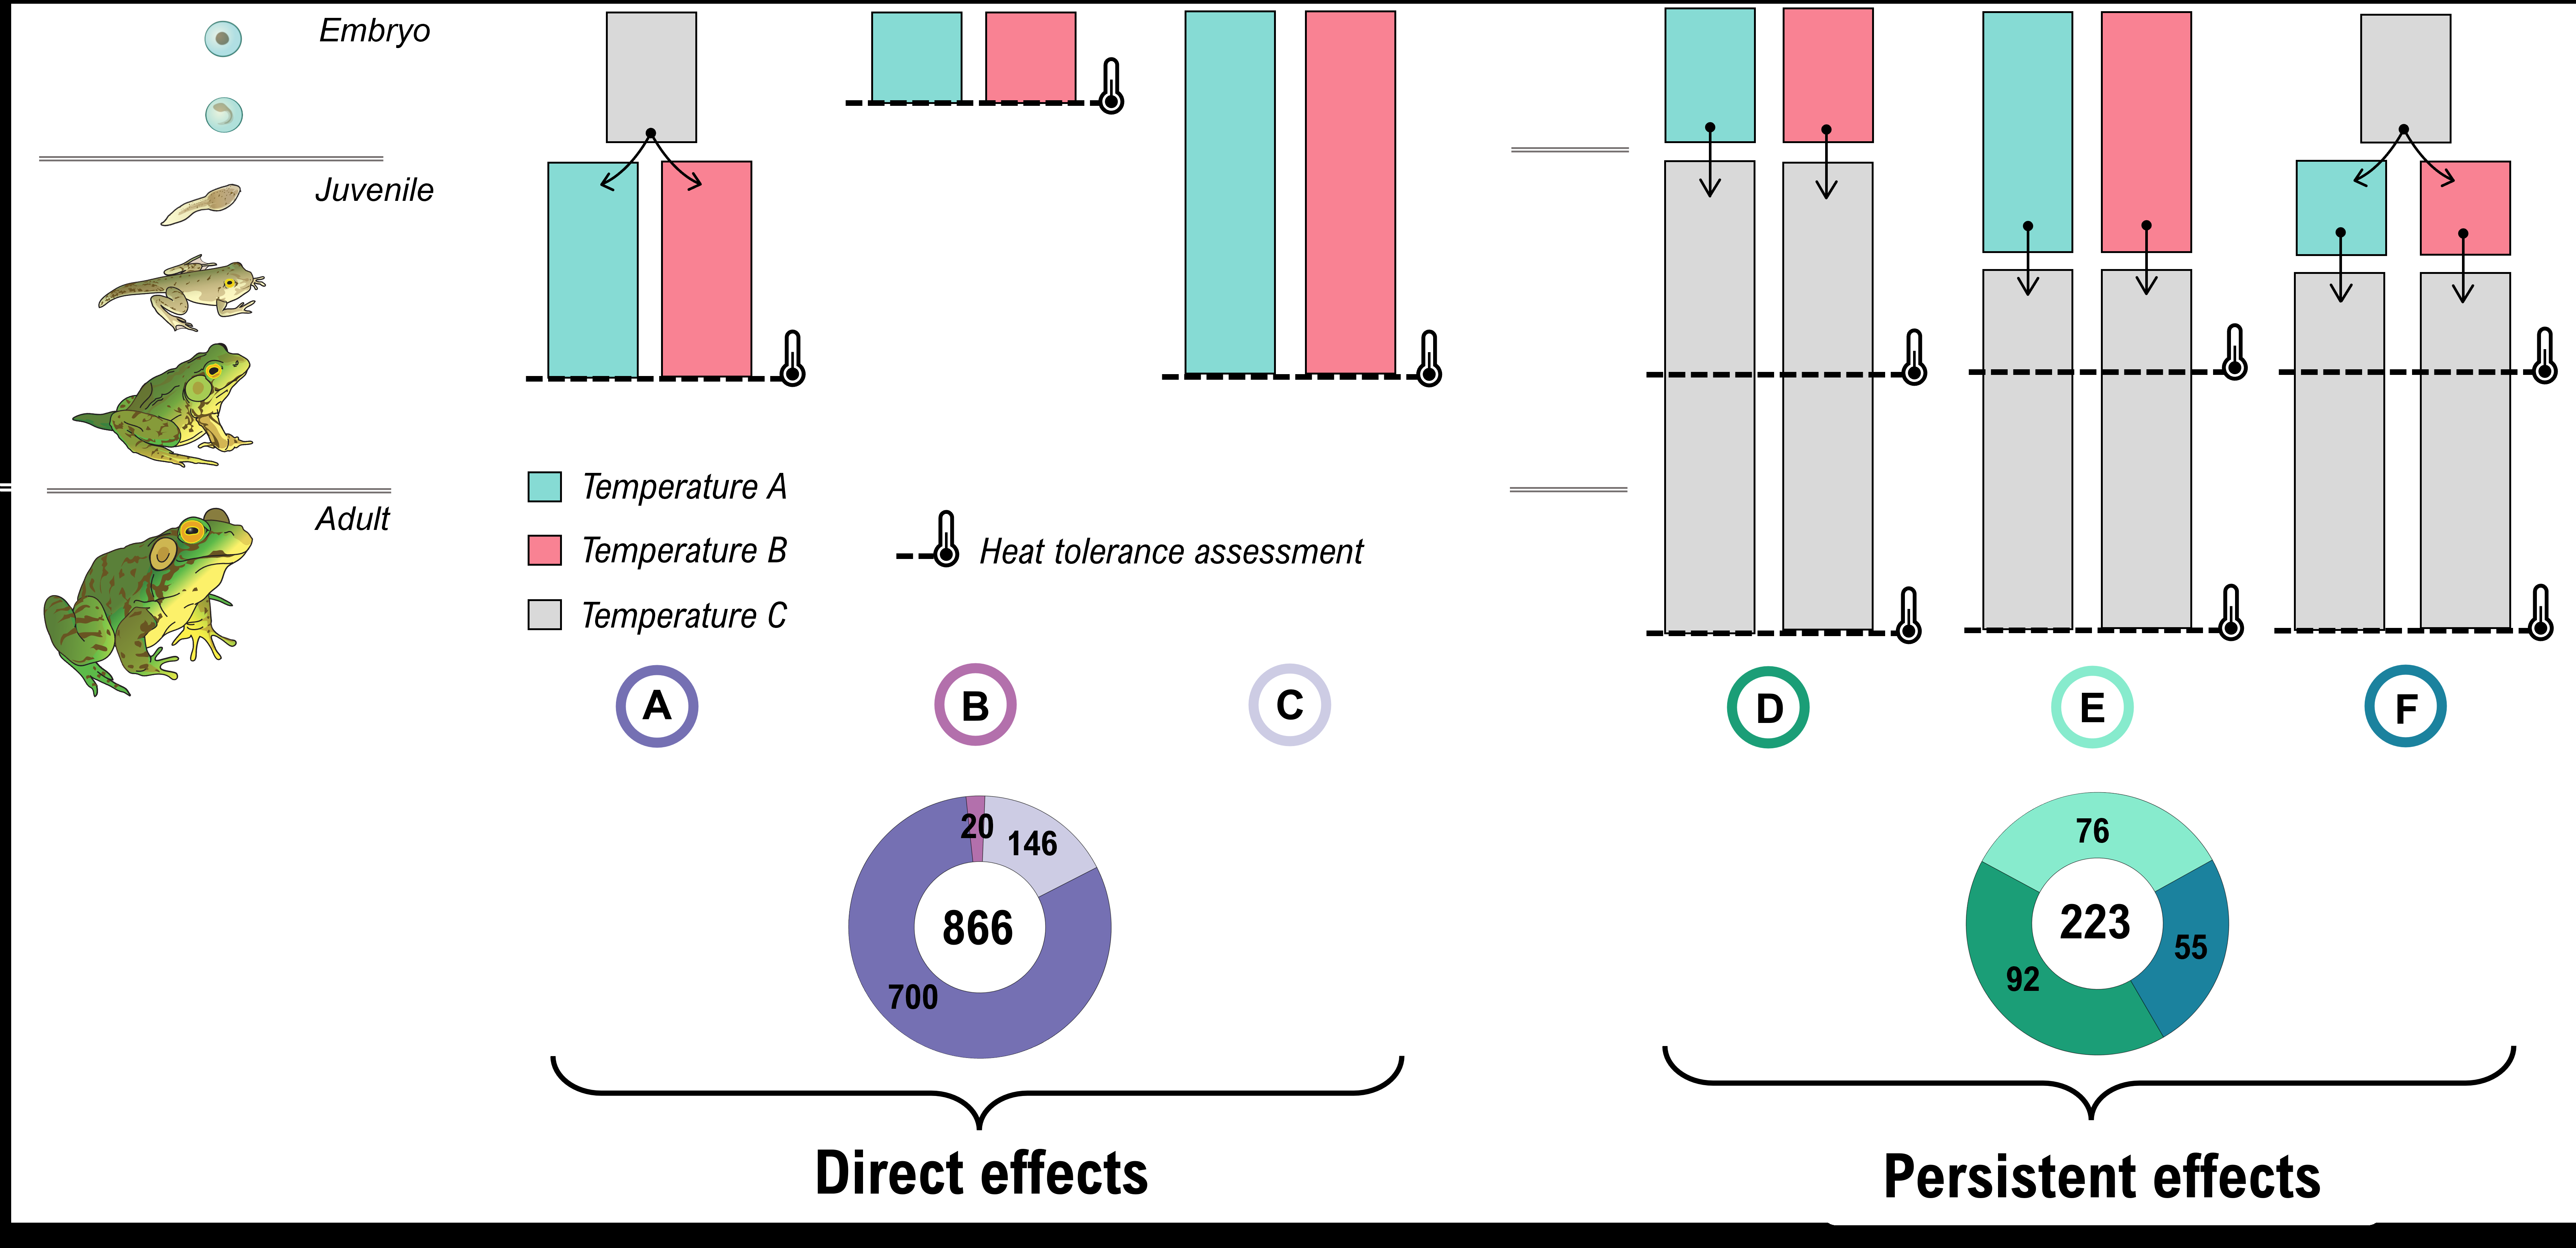 Embryo
Juvenile
Adult
Temperature A
Temperature B
Temperature C
Heat tolerance assessment
A
B
C
D
E
F
20
146
866
700
76
223
55
92
Direct effects
Persistent effects